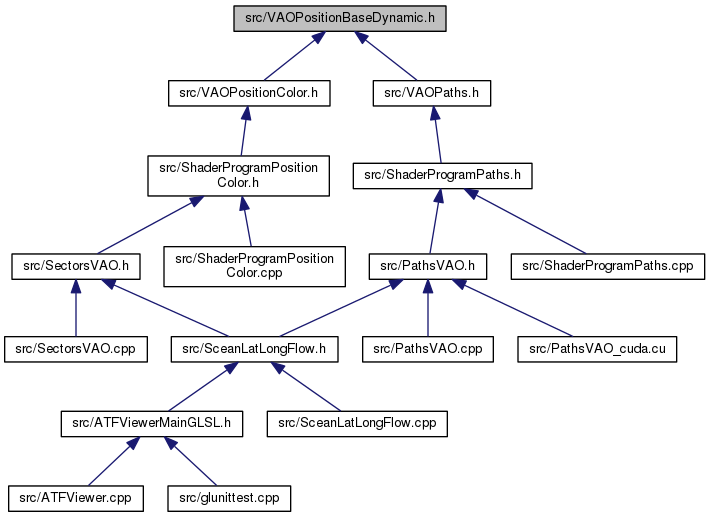 src/VAOPositionBaseDynamic.h
src/VAOPositionColor.h
src/VAOPaths.h
src/ShaderProgramPosition
Color.h
src/ShaderProgramPaths.h
src/SectorsVAO.h
src/ShaderProgramPosition
Color.cpp
src/PathsVAO.h
src/ShaderProgramPaths.cpp
src/SectorsVAO.cpp
src/SceanLatLongFlow.h
src/PathsVAO.cpp
src/PathsVAO_cuda.cu
src/ATFViewerMainGLSL.h
src/SceanLatLongFlow.cpp
src/ATFViewer.cpp
src/glunittest.cpp